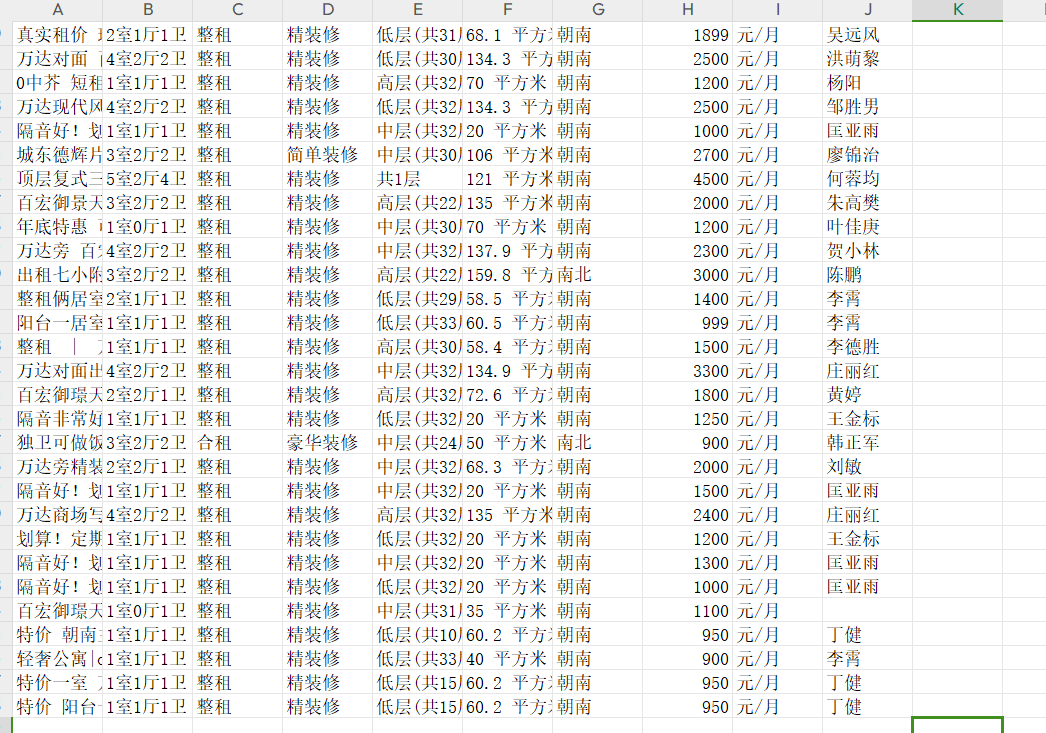 A B C D E F G H I J K
真实租价 2室1厅1卫 整租 精装修 低层(共31 68.1 平方 朝南 1899 元/月 吴远风
万达对面 4室2厅2卫 整租 精装修 低层(共30 134.3 平方 朝南 2500 元/月 洪萌黎
0中芥 短租 1室1厅1卫 整租 精装修 高层(共32 70 平方米 朝南 1200 元/月 杨阳
万达现代风 4室2厅2卫 整租 精装修 低层(共32 134.3 平方 朝南 2500 元/月 邹胜男
隔音好！划 1室1厅1卫 整租 精装修 中层(共32 20 平方米 朝南 1000 元/月 匡亚雨
城东德辉片 3室2厅2卫 整租 简单装修 中层(共30 106 平方米 朝南 2700 元/月 廖锦治
顶层复式三 5室2厅4卫 整租 精装修 共1层 121 平方米 朝南 4500 元/月 何蓉均
百宏御景天 3室2厅2卫 整租 精装修 高层(共22 135 平方米 朝南 2000 元/月 朱高樊
年底特惠 1室0厅1卫 整租 精装修 中层(共30 70 平方米 朝南 1200 元/月 叶佳庚
万达旁 百 4室2厅2卫 整租 精装修 中层(共32 137.9 平方 朝南 2300 元/月 贺小林
出租七小附 3室2厅2卫 整租 精装修 高层(共22 159.8 平方 南北 3000 元/月 陈鹏
整租俩居室 2室1厅1卫 整租 精装修 低层(共29 58.5 平方 朝南 1400 元/月 李霄
阳台一居室 1室1厅1卫 整租 精装修 低层(共33 60.5 平方 朝南 999 元/月 李霄
整租 | 1室1厅1卫 整租 精装修 高层(共30 58.4 平方 朝南 1500 元/月 李德胜
万达对面出 4室2厅2卫 整租 精装修 中层(共32 134.9 平方 朝南 3300 元/月 庄丽红
百宏御璟天 2室2厅1卫 整租 精装修 高层(共32 72.6 平方 朝南 1800 元/月 黄婷
隔音非常好 1室1厅1卫 整租 精装修 低层(共32 20 平方米 朝南 1250 元/月 王金标
独卫可做饭 3室2厅2卫 合租 豪华装修 中层(共24 50 平方米 南北 900 元/月 韩正军
万达旁精装 2室2厅1卫 整租 精装修 中层(共32 68.3 平方 朝南 2000 元/月 刘敏
隔音好！划 1室1厅1卫 整租 精装修 中层(共32 20 平方米 朝南 1500 元/月 匡亚雨
万达商场写 4室2厅2卫 整租 精装修 高层(共32 135 平方米 朝南 2400 元/月 庄丽红
划算！定期 1室1厅1卫 整租 精装修 低层(共32 20 平方米 朝南 1200 元/月 王金标
隔音好！划 1室1厅1卫 整租 精装修 中层(共32 20 平方米 朝南 1300 元/月 匡亚雨
隔音好！划 1室1厅1卫 整租 精装修 低层(共32 20 平方米 朝南 1000 元/月 匡亚雨
百宏御璟天 1室0厅1卫 整租 精装修 中层(共31 35 平方米 朝南 1100 元/月
特价 朝南 1室1厅1卫 整租 精装修 低层(共10 60.2 平方 朝南 950 元/月 丁健
轻奢公寓| 1室1厅1卫 整租 精装修 低层(共33 40 平方米 朝南 900 元/月 李霄
特价一室 1室1厅1卫 整租 精装修 低层(共15 60.2 平方 朝南 950 元/月 丁健
特价 阳台 1室1厅1卫 整租 精装修 低层(共15 60.2 平方 朝南 950 元/月 丁健